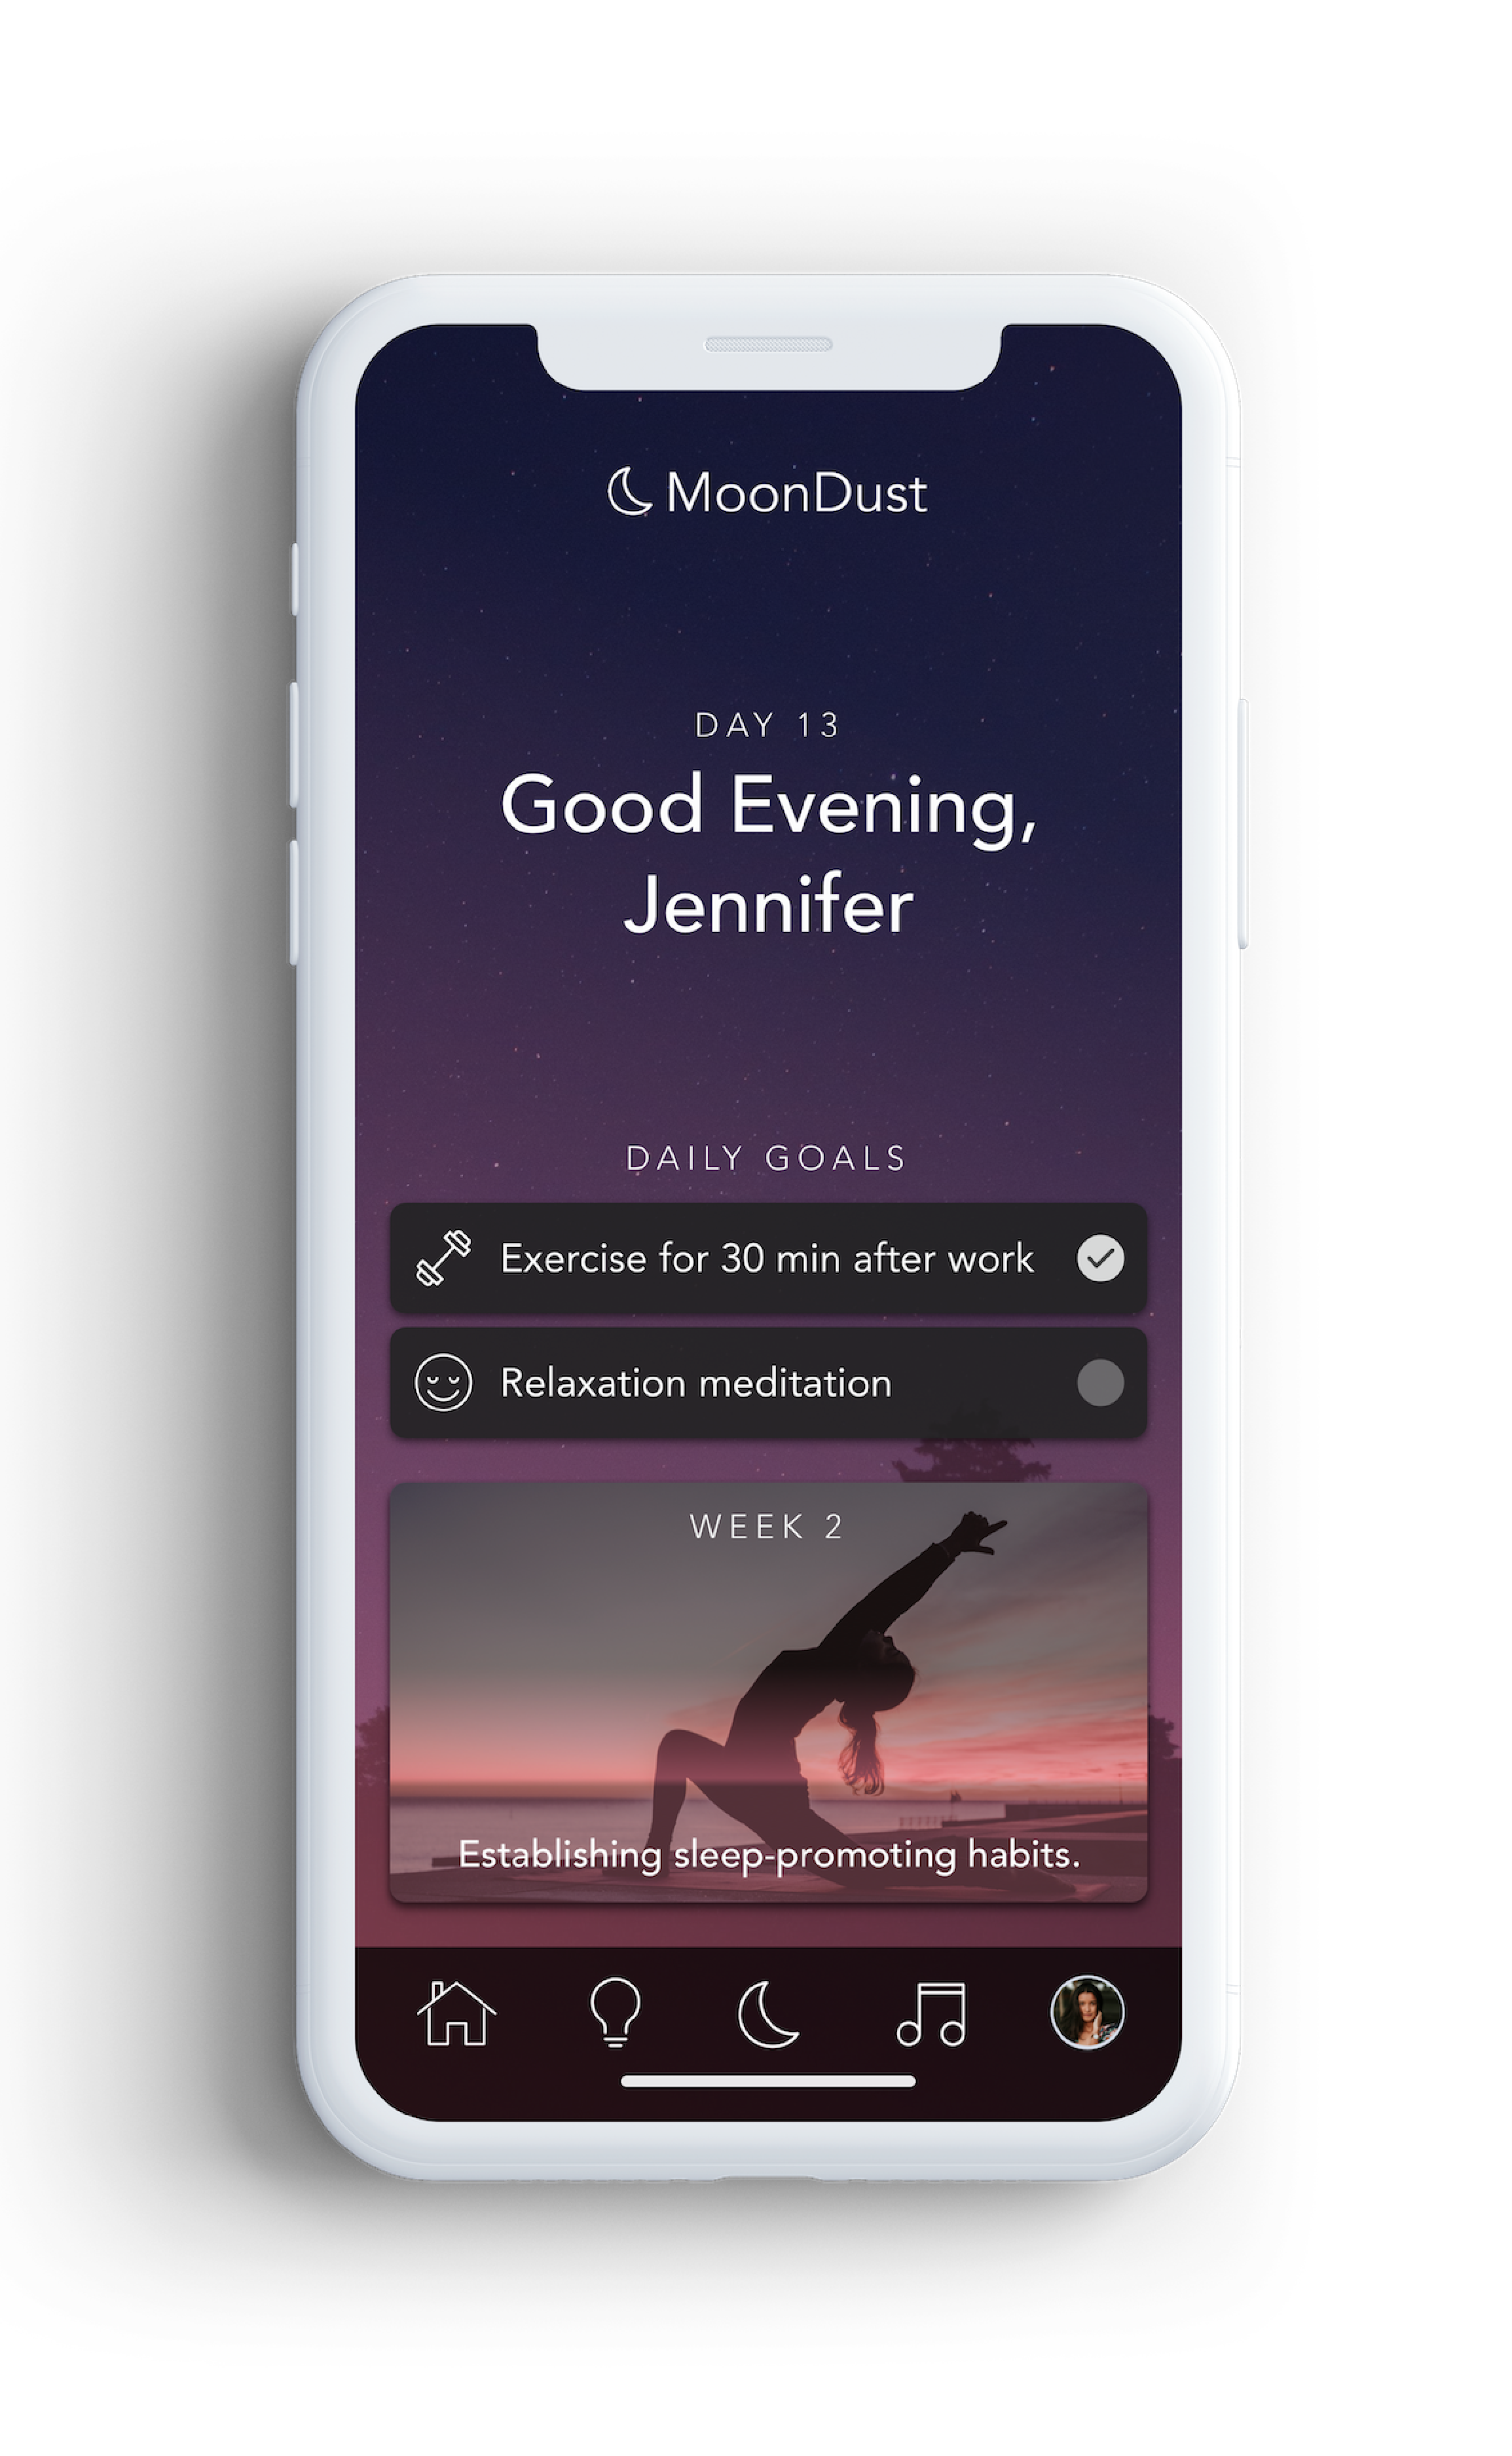 MoonDust
DAY 13
Good Evening,
Jennifer
DAILY GOALS
Exercise for 30 min after work
Relaxation meditation
WEEK 2
Establishing sleep-promoting habits.